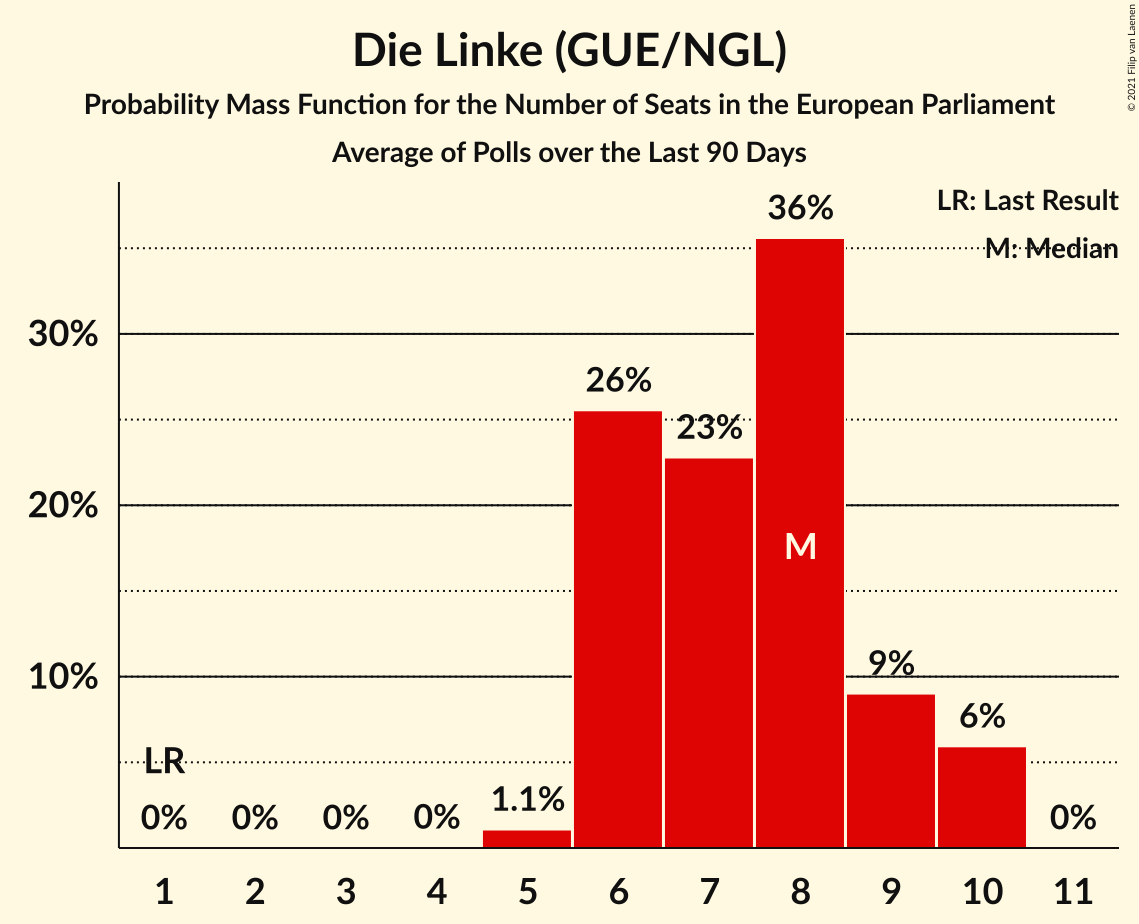 Die Linke (GUE/NGL)
Probability Mass Function for the Number of Seats in the European Parliament
Average of Polls over the Last 90 Days
© 2021 Filip van Laenen
LR: Last Result
M: Median
36%
30%
26%
23%
20%
M
10%
9%
6%
LR
1.1%
0%
0%
0%
0%
0%
1 2 3 4 5 6 7 8 9 10 11